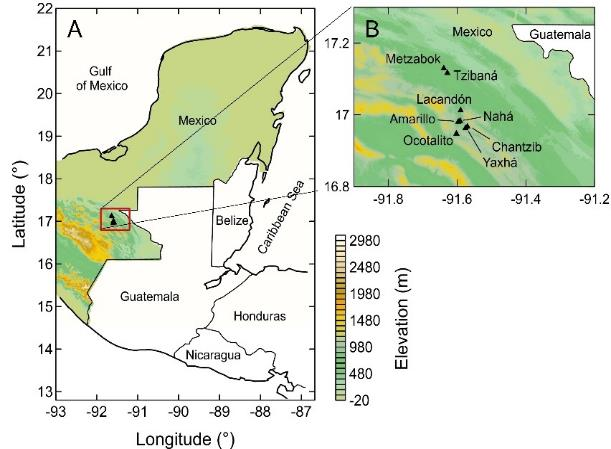 A
Gulf
of Mexico
Mexico
Belize
Caribbean Sea
Guatemala
Honduras
Nicaragua
22
21
20
19
18
17
16
15
14
13
Latitude (°)
-93
-92
-91
-90
-89
-88
-87
Longitude (°)
B
Mexico
Guatemala
Metzabok
Tzibaná
Lacandón
Amarillo
Nahá
Ocotalito
Chantzib
Yaxhá
17.2
17
16.8
-91.8
-91.6
-91.4
-91.2
2980
2480
1980
1480
980
480
-20
Elevation (m)